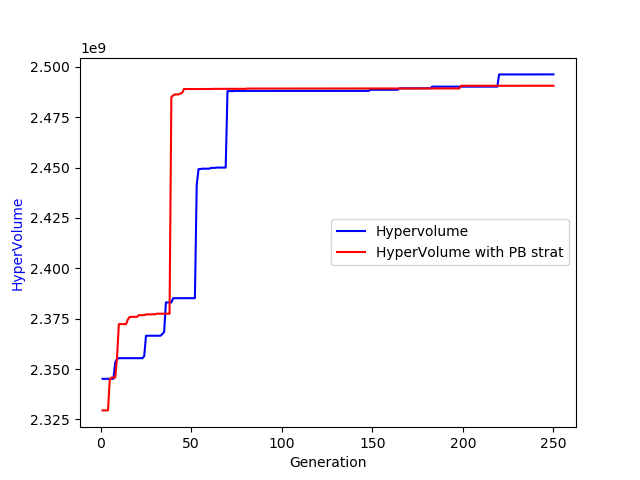 1e9
2.500
2.475
2.450
2.425
2.400
2.375
2.350
2.325
HyperVolume
Hypervolume
HyperVolume with PB strat
0 50 100 150 200 250
Generation